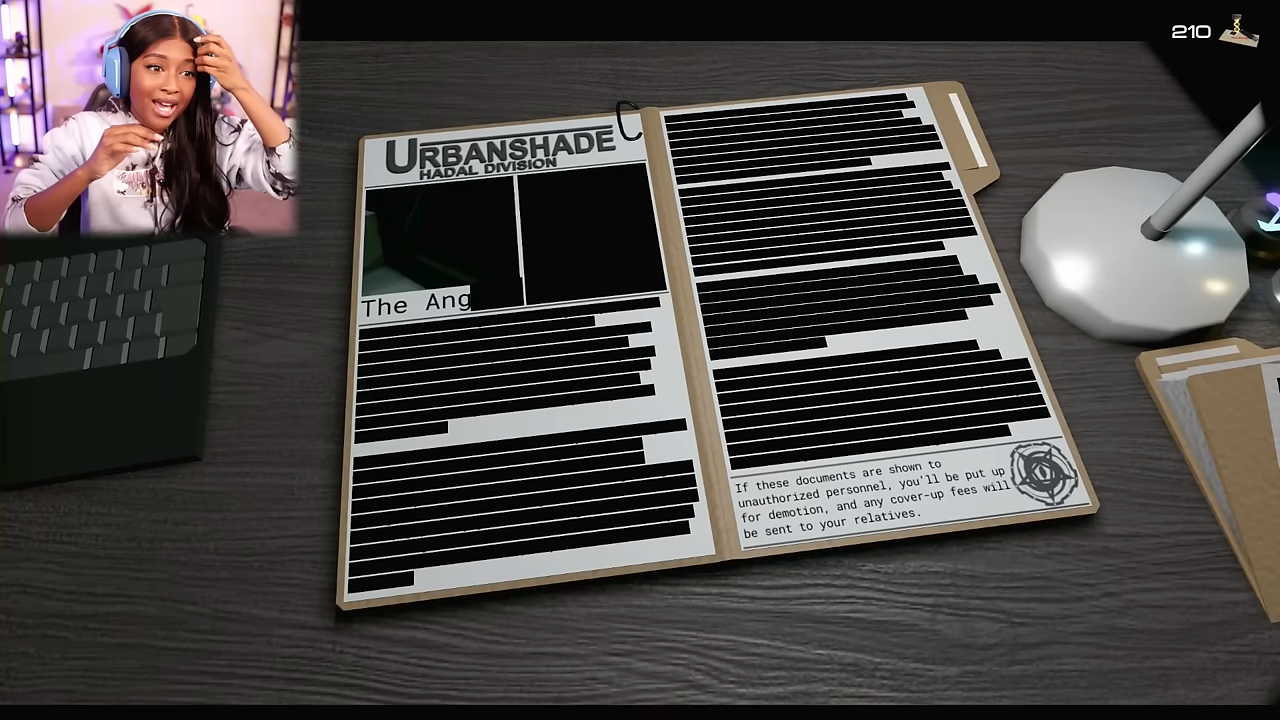 210
URBANSHADE
HADAL DIVISION
The Ang
If these documents are shown to
unauthorized personnel, you'll be put up
for demotion, and any cover-up fees will
be sent to your relatives.